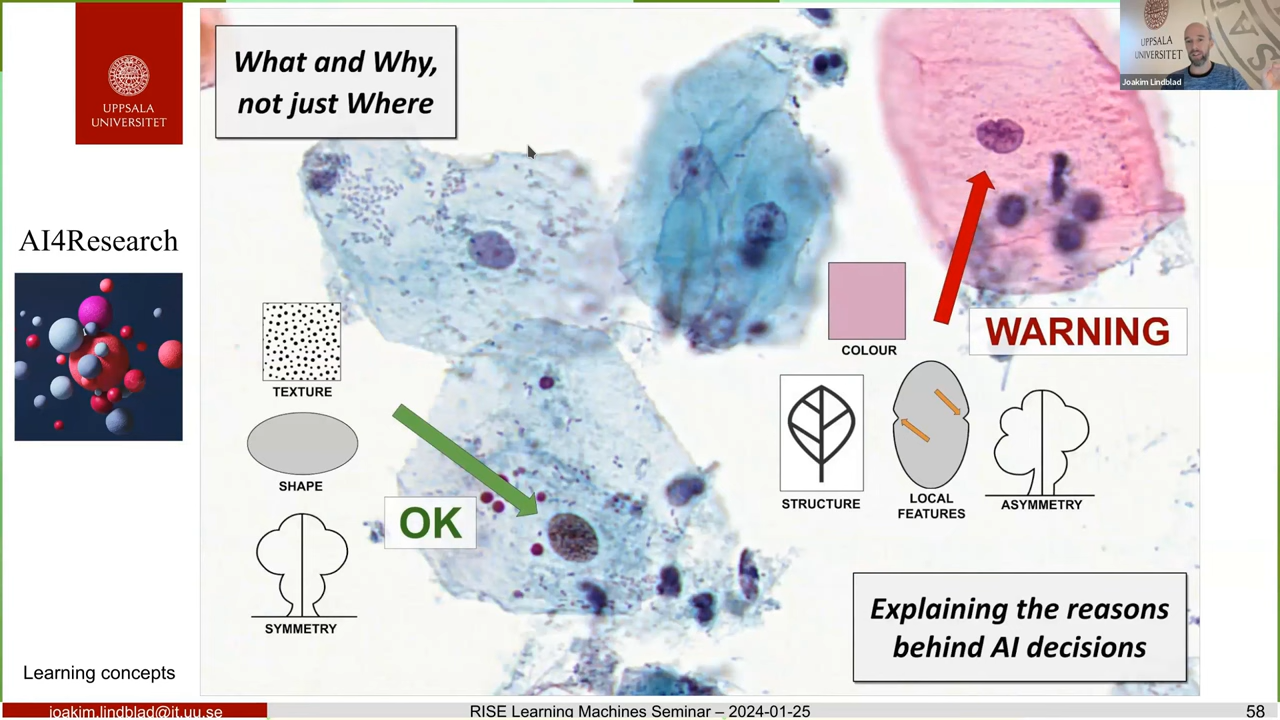 UPPSALA
UNIVERSITET
AI4Research
Learning concepts
What and Why,
not just Where
TEXTURE
SHAPE
SYMMETRY
OK
COLOUR
WARNING
STRUCTURE
LOCAL
FEATURES
ASYMMETRY
Explaining the reasons
behind AI decisions
UPPSALA
UNIVERSITET
Joakim Lindblad
joakim.lindblad@it.uu.se
RISE Learning Machines Seminar – 2024-01-25
58